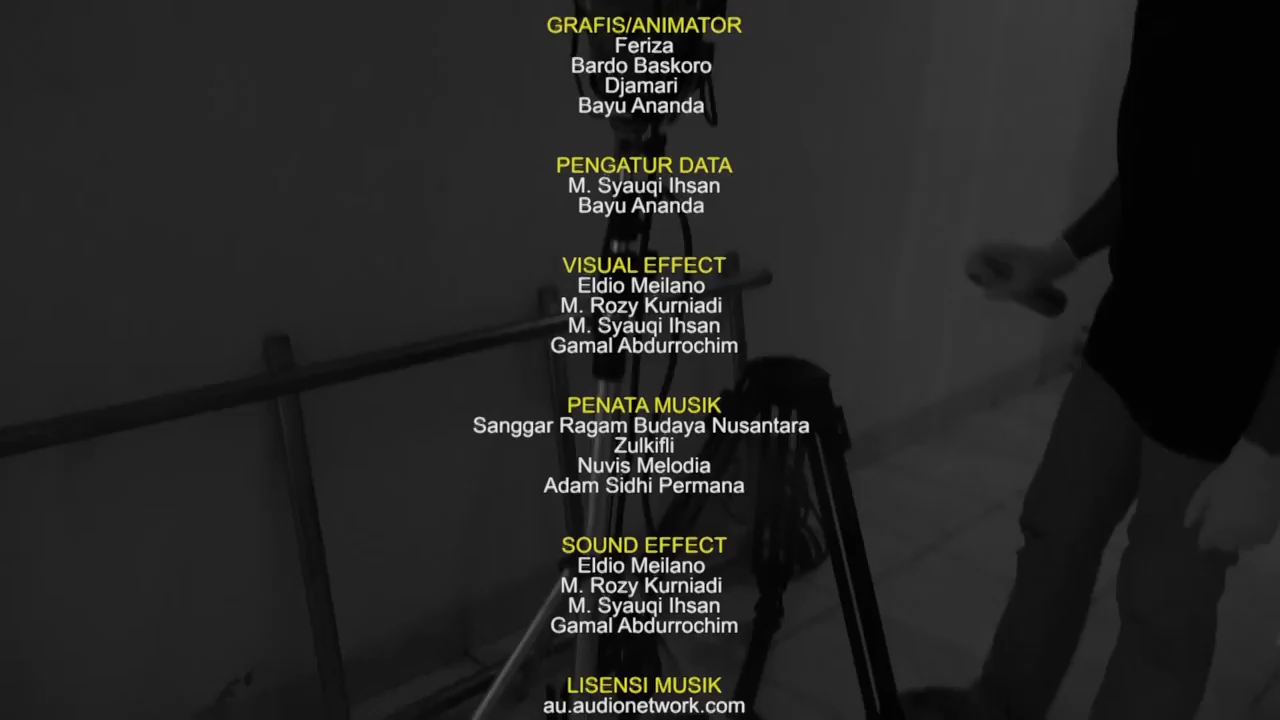 GRAFIS/ANIMATOR
Feriza
Bardo Baskoro
Djamari
Bayu Ananda
PENGATUR DATA
M. Syauqi Ihsan
Bayu Ananda
VISUAL EFFECT
Eldio Meilano
M. Rozy Kurniadi
M. Syauqi Ihsan
Gamal Abdurrochim
PENATA MUSIK
Sanggar Ragam Budaya Nusantara
Zulkifli
Nuvis Melodia
Adam Sidhi Permana
SOUND EFFECT
Eldio Meilano
M. Rozy Kurniadi
M. Syauqi Ihsan
Gamal Abdurrochim
LISENSI MUSIK
au.audionetwork.com